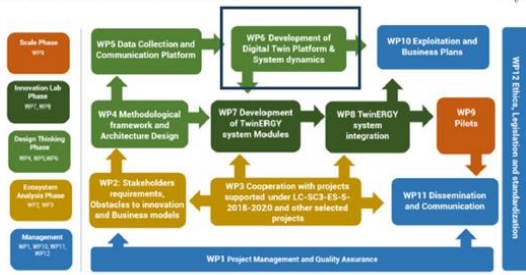 Scale Phase
WP9
Innovation Lab
Phase
WP7, WP8
Design Thinking
Phase
WP4, WP5,WP6
Ecosystem
Analysis Phase
WP2, WP3
Management
WP1, WP10, WP11,
WP12
WP5 Data Collection and
Communication Platform
WP6 Development of
Digital Twin Platform &
System dynamics
WP10 Exploitation and
Business Plans
WP4 Methodological
framework and
Architecture Design
WP7 Development of
TwinERGY
system Modules
WP8 TwinERGY
system
integration
WP9
Pilots
WP2: Stakeholders
requirements,
Obstacles to innovation
and Business models
WP3 Cooperation with projects
supported under LC-SC3-ES-5-
2018-2020 and other selected
projects
WP11 Dissemination
and Communication
WP1 Project Management and Quality Assurance
WP12 Ethics, Legislation and standardization